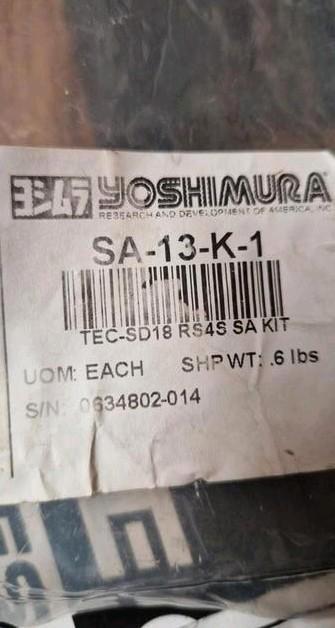 ヨシムラ YOSHIMURA
RESEARCH AND DEVELOPMENT OF AMERICA, INC.
SA-13-K-1
TEC-SD18 RS4S SA KIT
UOM: EACH SHP WT: .6 lbs
S/N: 0634802-014